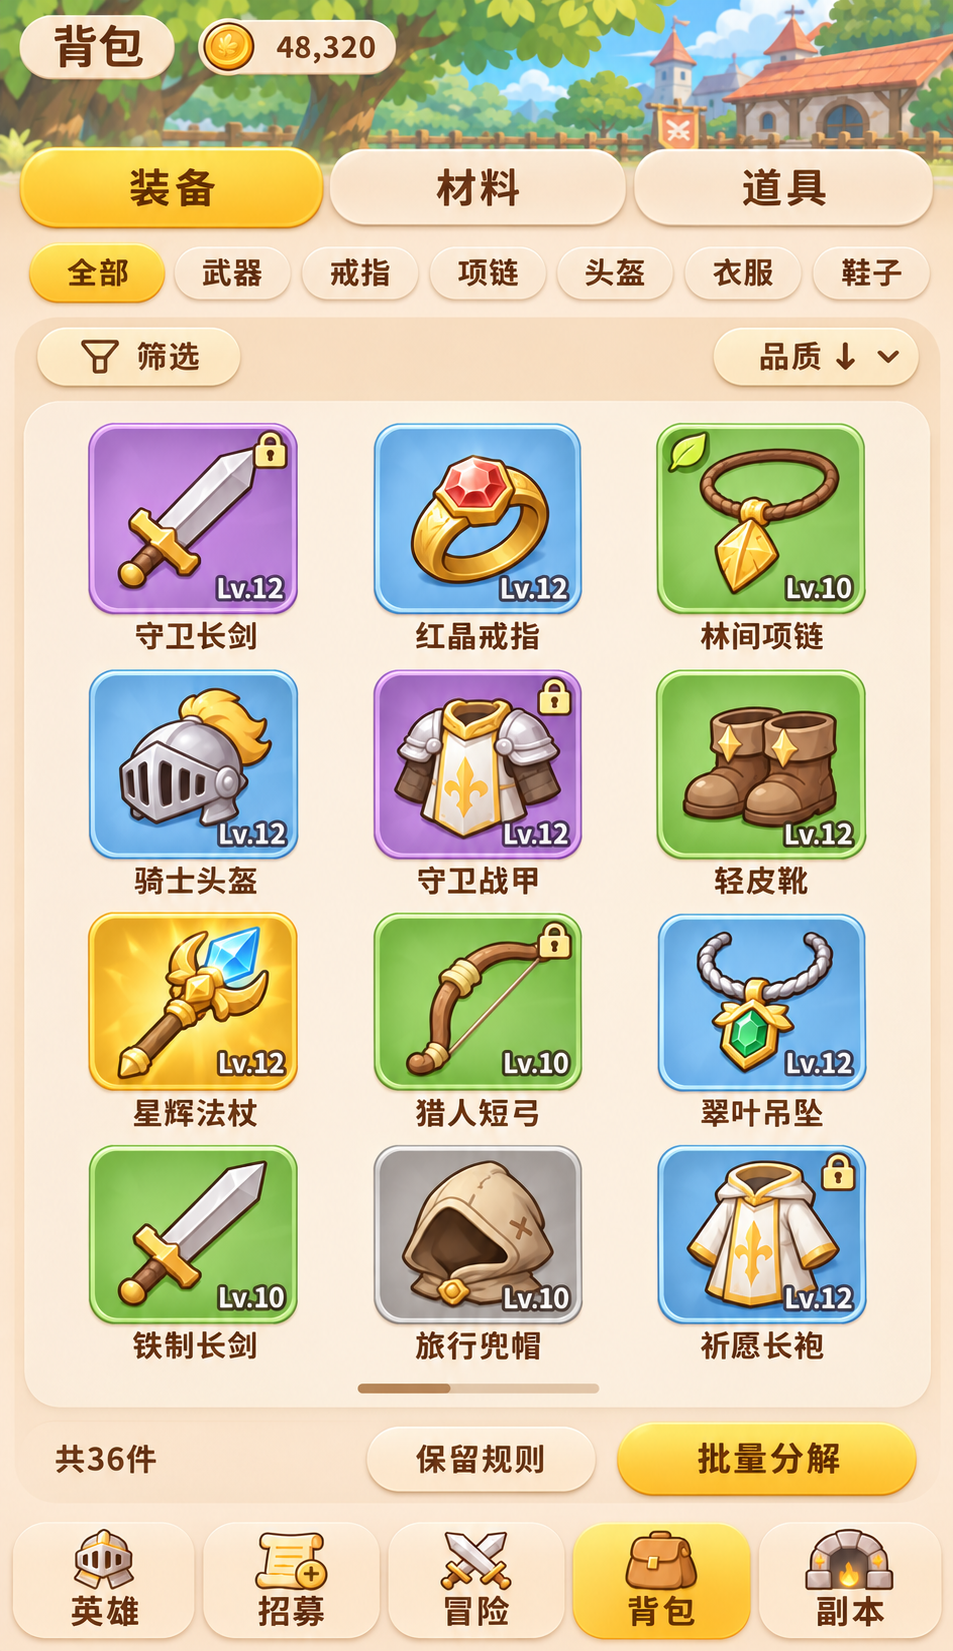 背包
48,320
装备 材料 道具
全部 武器 戒指 项链 头盔 衣服 鞋子
筛选 品质↓
Lv.12 Lv.12 Lv.10
守卫长剑 红晶戒指 林间项链
Lv.12 Lv.12 Lv.12
骑士头盔 守卫战甲 轻皮靴
Lv.12 Lv.10 Lv.12
星辉法杖 猎人短弓 翠叶吊坠
Lv.10 Lv.10 Lv.12
铁制长剑 旅行兜帽 祈愿长袍
共36件 保留规则 批量分解
英雄 招募 冒险 背包 副本